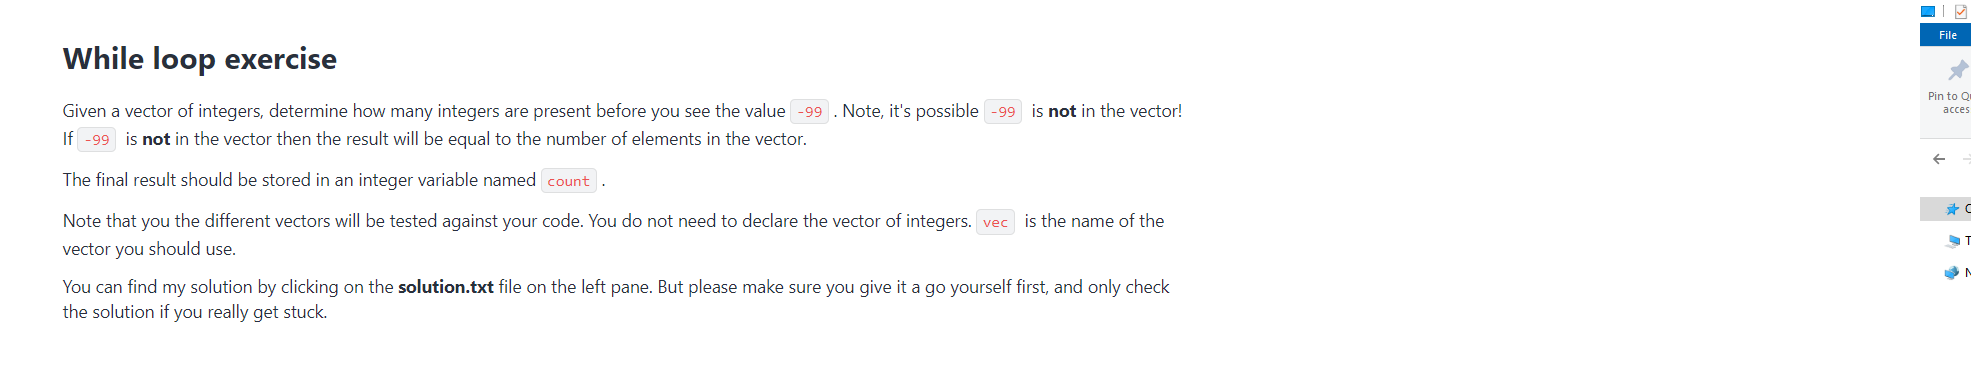 While loop exercise
Given a vector of integers, determine how many integers are present before you see the value -99 . Note, it's possible -99 is not in the vector!
If -99 is not in the vector then the result will be equal to the number of elements in the vector.
The final result should be stored in an integer variable named count .
Note that you the different vectors will be tested against your code. You do not need to declare the vector of integers. vec is the name of the
vector you should use.
You can find my solution by clicking on the solution.txt file on the left pane. But please make sure you give it a go yourself first, and only check
the solution if you really get stuck.
File
Pin to Q
acces
T
N